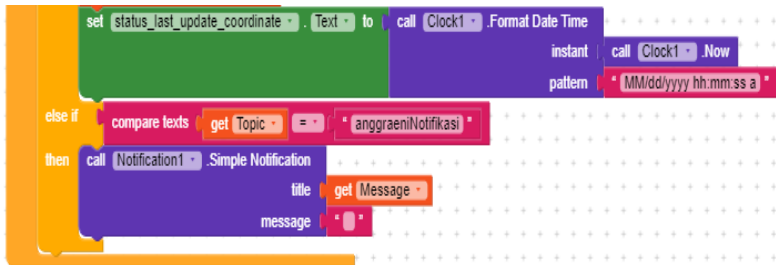 set status_last_update_coordinate . Text to call Clock1 .Format Date Time
instant call Clock1 .Now
pattern " MM/dd/yyyy hh:mm:ss a "
else if compare texts get Topic = " anggraeniNotifikasi "
then call Notification1 .Simple Notification
title get Message
message " "